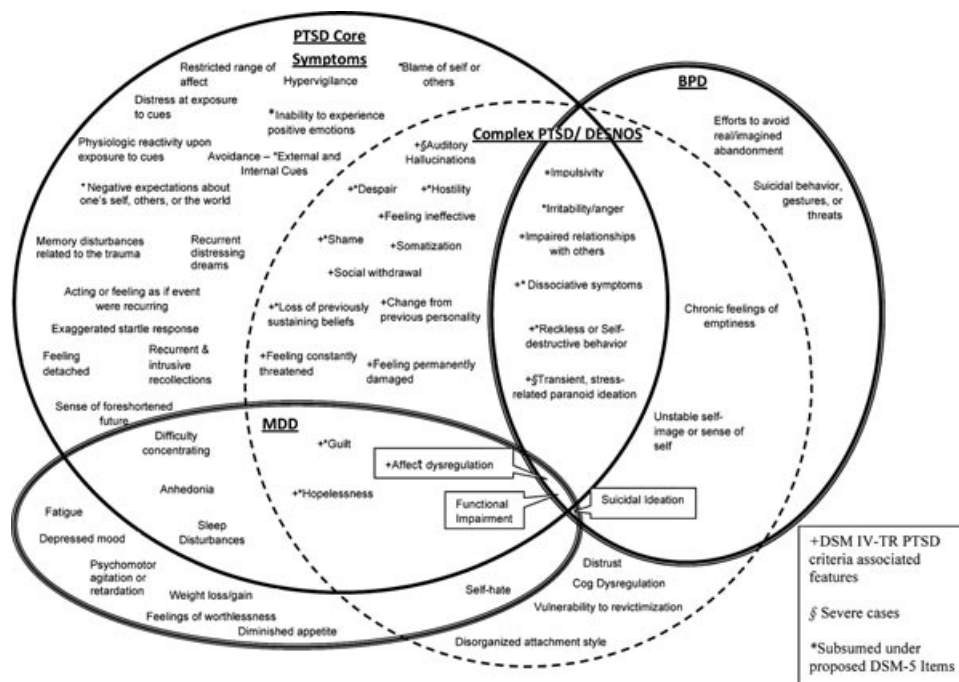 PTSD Core
Symptoms
Restricted range of
affect
Hypervigilance
*Blame of self or
others
Distress at exposure
to cues
*Inability to experience
positive emotions
Physiologic reactivity upon
exposure to cues
Avoidance – *External and
Internal Cues
*Negative expectations about
one's self, others, or the world
Memory disturbances
related to the trauma
Recurrent
distressing
dreams
Acting or feeling as if event
were recurring
Exaggerated startle response
Feeling
detached
Recurrent &
intrusive
recollections
Sense of foreshortened
future
Complex PTSD/ DESNOS
+§Auditory
Hallucinations
+*Despair
+*Hostility
+Feeling ineffective
+*Shame
+Somatization
+Social withdrawal
+*Loss of previously
sustaining beliefs
+Change from
previous personality
+Feeling constantly
threatened
+Feeling permanently
damaged
BPD
Efforts to avoid
real/imagined
abandonment
Suicidal behavior,
gestures, or
threats
+Impulsivity
*Irritability/anger
+Impaired relationships
with others
+* Dissociative symptoms
+*Reckless or Self-
destructive behavior
+§Transient, stress-
related paranoid ideation
Chronic feelings of
emptiness
Unstable self-
image or sense of
self
MDD
Difficulty
concentrating
+*Guilt
+Affect dysregulation
Anhedonia
+*Hopelessness
Functional
Impairment
Suicidal Ideation
Fatigue
Depressed mood
Sleep
Disturbances
Psychomotor
agitation or
retardation
Weight loss/gain
Feelings of worthlessness
Diminished appetite
Self-hate
Distrust
Cog Dysregulation
Vulnerability to revictimization
Disorganized attachment style
+DSM IV-TR PTSD
criteria associated
features
§ Severe cases
*Subsumed under
proposed DSM-5 Items